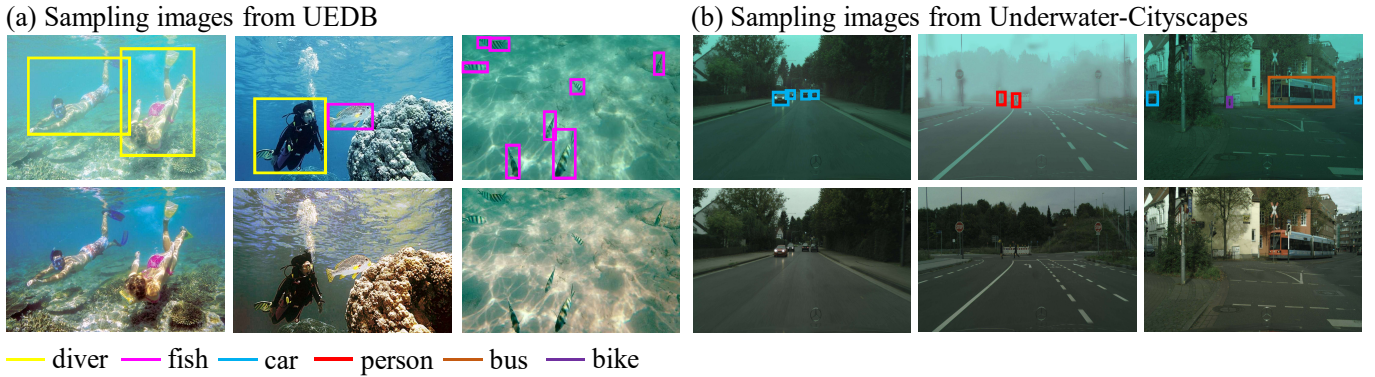 (a) Sampling images from UEDB
(b) Sampling images from Underwater-Cityscapes
diver fish car person bus bike